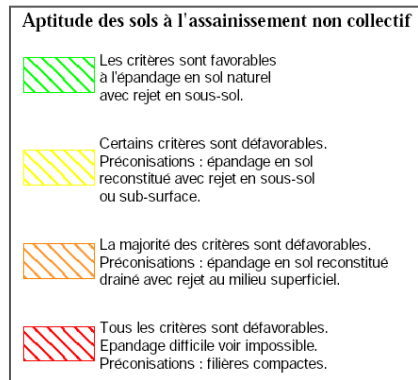 Aptitude des sols à l'assainissement non collectif
Les critères sont favorables
à l'épandage en sol naturel
avec rejet en sous-sol.
Certains critères sont défavorables.
Préconisations : épandage en sol
reconstitué avec rejet en sous-sol
ou sub-surface.
La majorité des critères sont défavorables.
Préconisations : épandage en sol reconstitué
drainé avec rejet au milieu superficiel.
Tous les critères sont défavorables.
Epandage difficile voir impossible.
Préconisations : filières compactes.